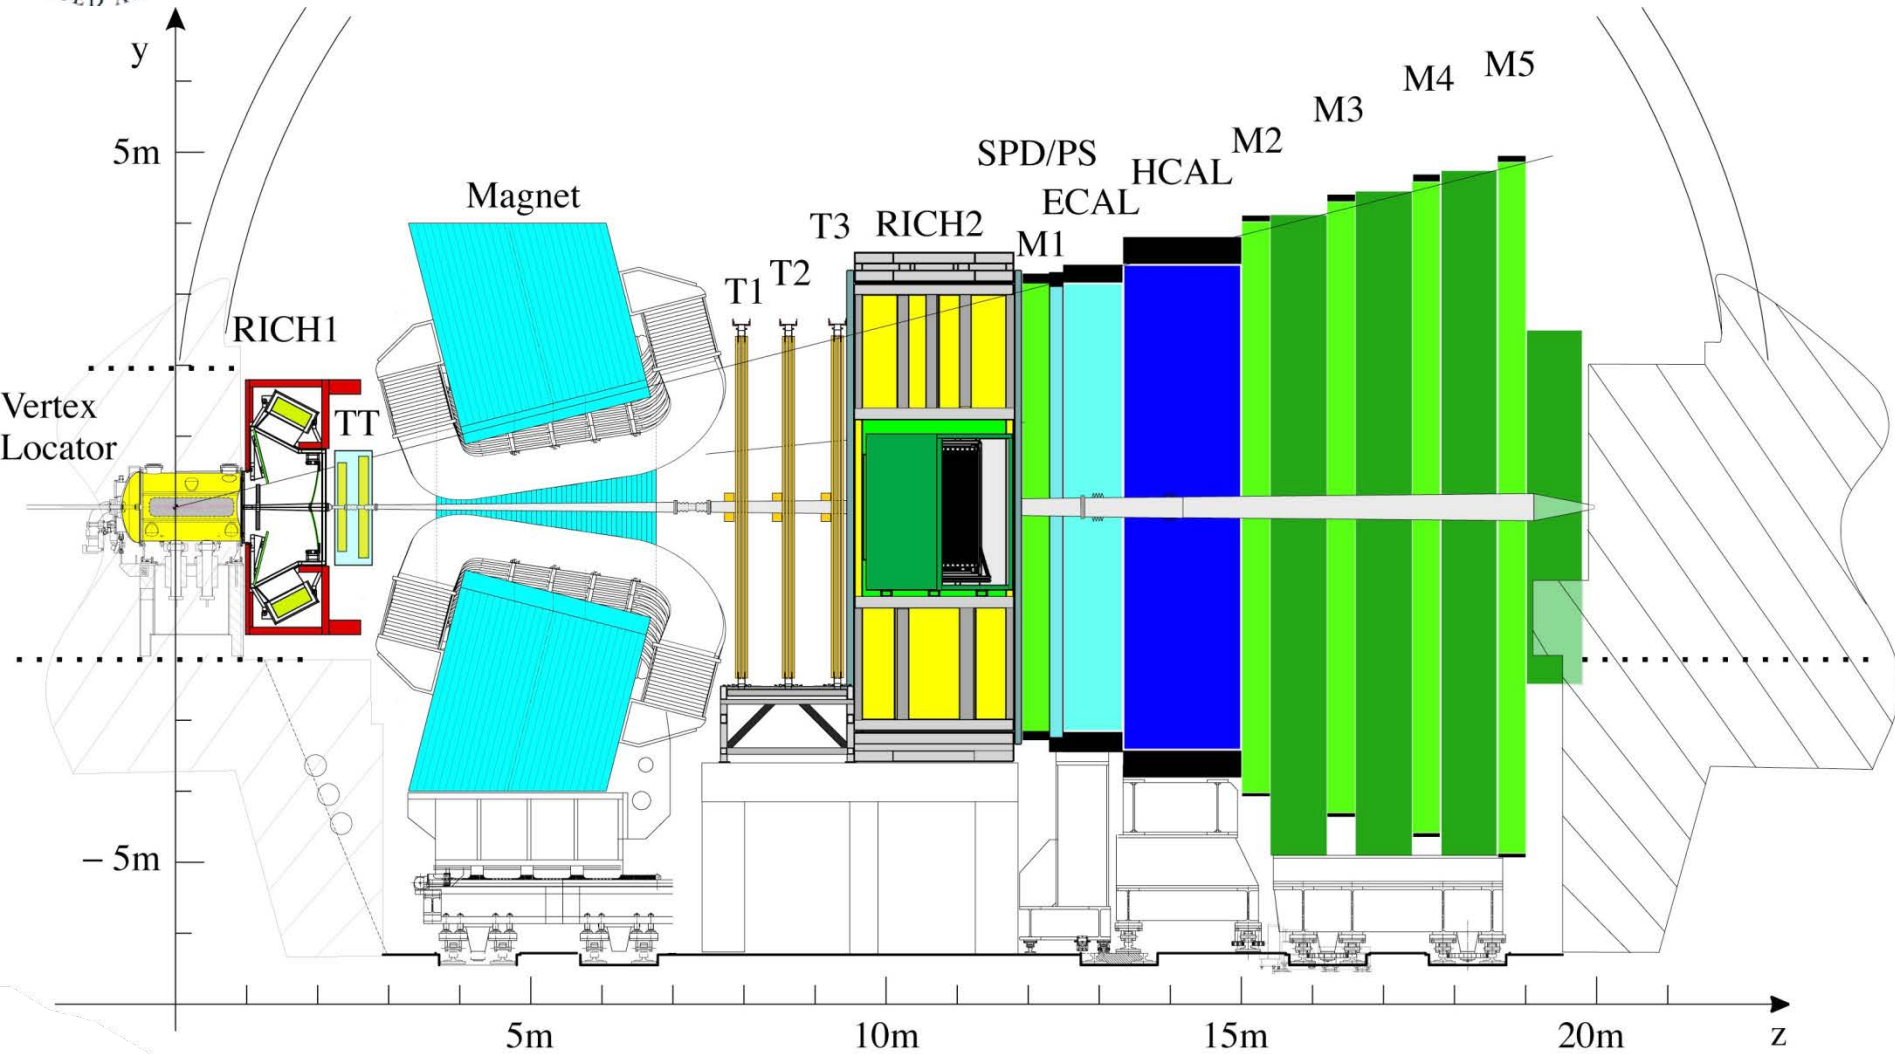 y
5m
Magnet
RICH1
Vertex
Locator
TT
T1
T2
T3
RICH2
M1
SPD/PS
ECAL
HCAL
M2
M3
M4
M5
– 5m
5m
10m
15m
20m
z